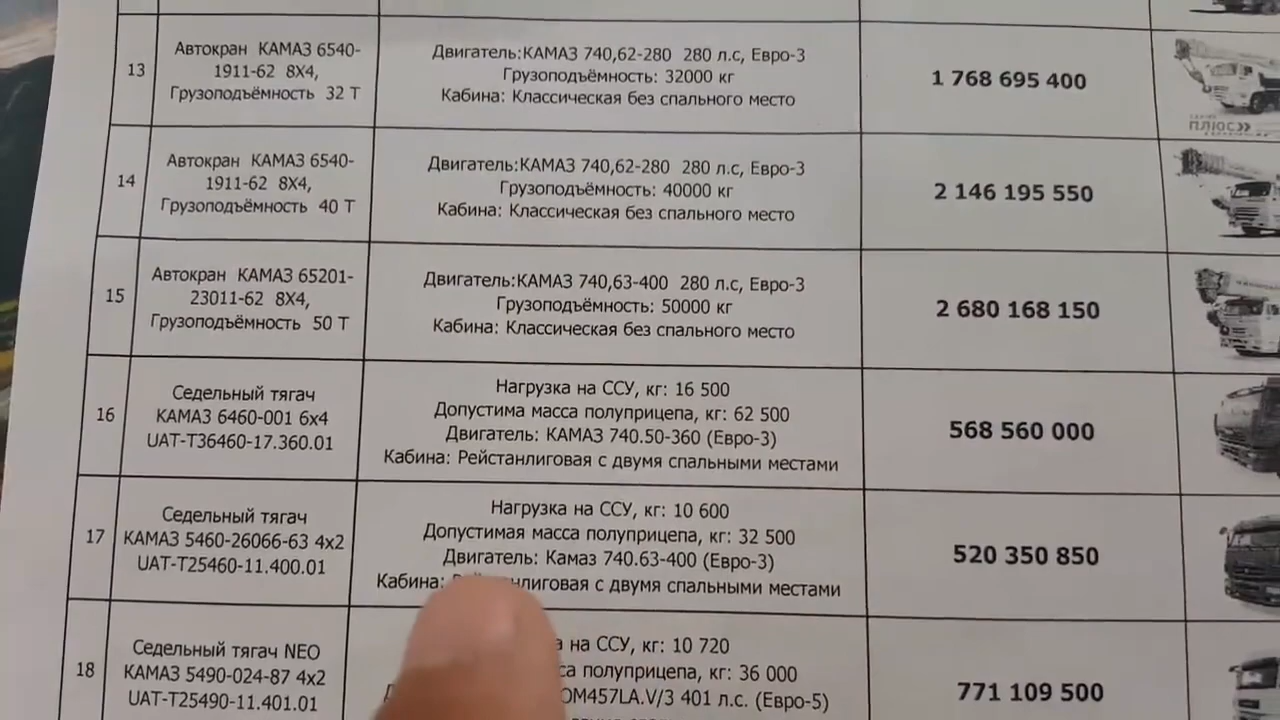 13
Автокран КАМАЗ 6540-
1911-62 8Х4,
Грузоподъёмность 32 Т
Двигатель:КАМАЗ 740,62-280 280 л.с, Евро-3
Грузоподъёмность: 32000 кг
Кабина: Классическая без спального место
1 768 695 400
ПЛЮС
14
Автокран КАМАЗ 6540-
1911-62 8Х4,
Грузоподъёмность 40 Т
Двигатель:КАМАЗ 740,62-280 280 л.с, Евро-3
Грузоподъёмность: 40000 кг
Кабина: Классическая без спального место
2 146 195 550
15
Автокран КАМАЗ 65201-
23011-62 8Х4,
Грузоподъёмность 50 Т
Двигатель:КАМАЗ 740,63-400 280 л.с, Евро-3
Грузоподъёмность: 50000 кг
Кабина: Классическая без спального место
2 680 168 150
16
Седельный тягач
КАМАЗ 6460-001 6х4
UAT-T36460-17.360.01
Нагрузка на ССУ, кг: 16 500
Допустима масса полуприцепа, кг: 62 500
Двигатель: КАМАЗ 740.50-360 (Евро-3)
Кабина: Рейстанлиговая с двумя спальными местами
568 560 000
17
Седельный тягач
КАМАЗ 5460-26066-63 4х2
UAT-T25460-11.400.01
Нагрузка на ССУ, кг: 10 600
Допустимая масса полуприцепа, кг: 32 500
Двигатель: Камаз 740.63-400 (Евро-3)
Кабина: с двумя спальными местами
520 350 850
18
Седельный тягач NEO
КАМАЗ 5490-024-87 4х2
UAT-T25490-11.401.01
на ССУ, кг: 10 720
полуприцепа, кг: 36 000
OM457LA.V/3 401 л.с. (Евро-5)
771 109 500